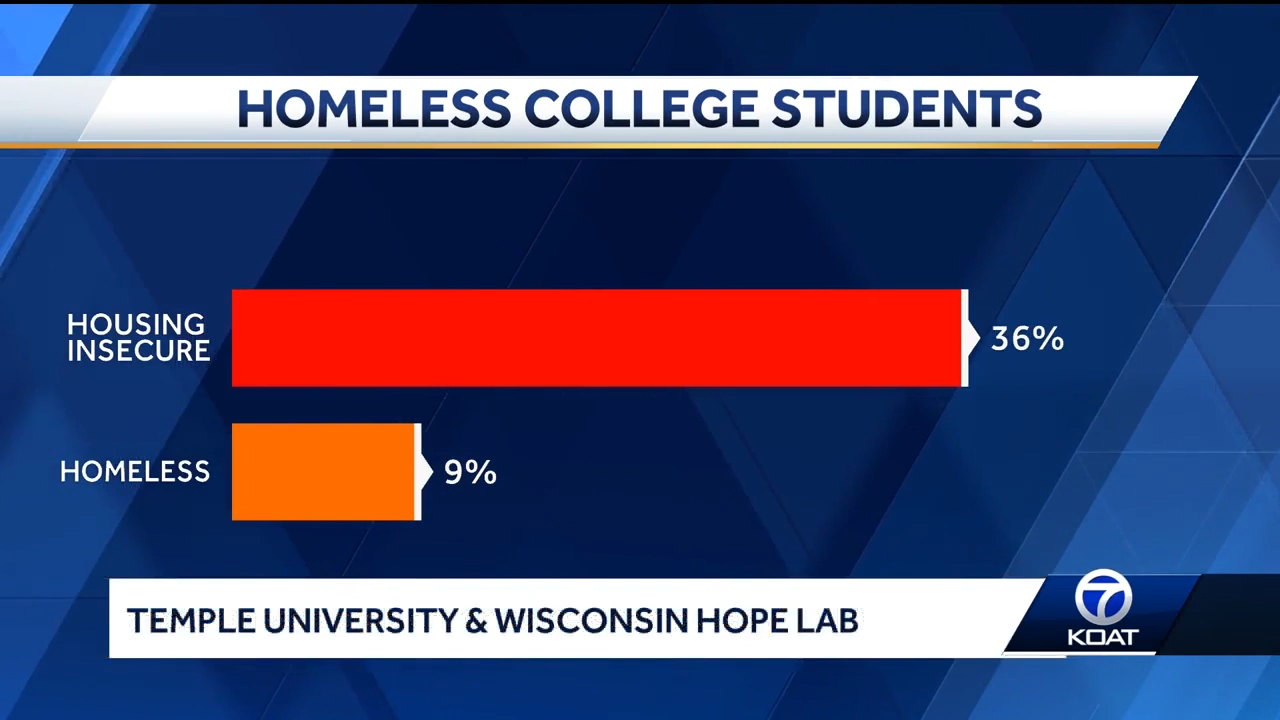 HOMELESS COLLEGE STUDENTS
HOUSING
INSECURE
36%
HOMELESS
9%
TEMPLE UNIVERSITY & WISCONSIN HOPE LAB
7
KOAT